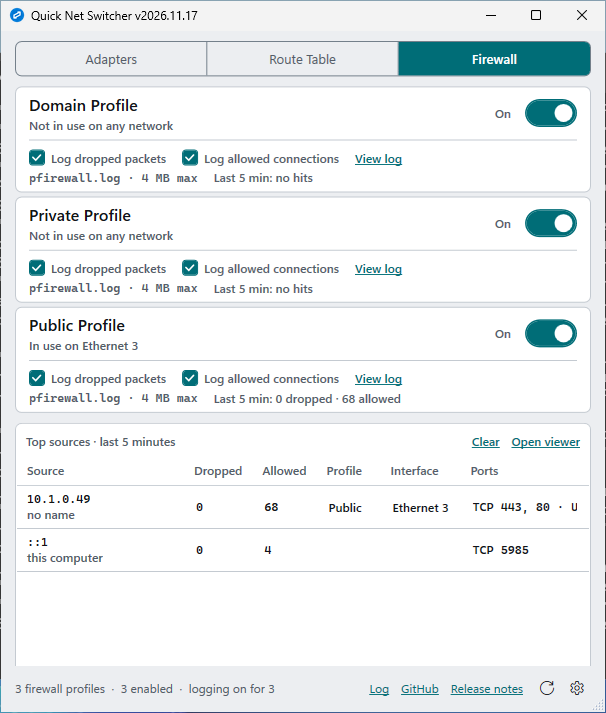 Quick Net Switcher v2026.11.17
Adapters Route Table Firewall
Domain Profile
On
Not in use on any network
Log dropped packets Log allowed connections View log
pfirewall.log · 4 MB max Last 5 min: no hits
Private Profile
On
Not in use on any network
Log dropped packets Log allowed connections View log
pfirewall.log · 4 MB max Last 5 min: no hits
Public Profile
On
In use on Ethernet 3
Log dropped packets Log allowed connections View log
pfirewall.log · 4 MB max Last 5 min: 0 dropped · 68 allowed
Top sources · last 5 minutes Clear Open viewer
Source Dropped Allowed Profile Interface Ports
10.1.0.49
no name
0 68 Public Ethernet 3 TCP 443, 80 · U
::1
this computer
0 4 TCP 5985
3 firewall profiles · 3 enabled · logging on for 3 Log GitHub Release notes